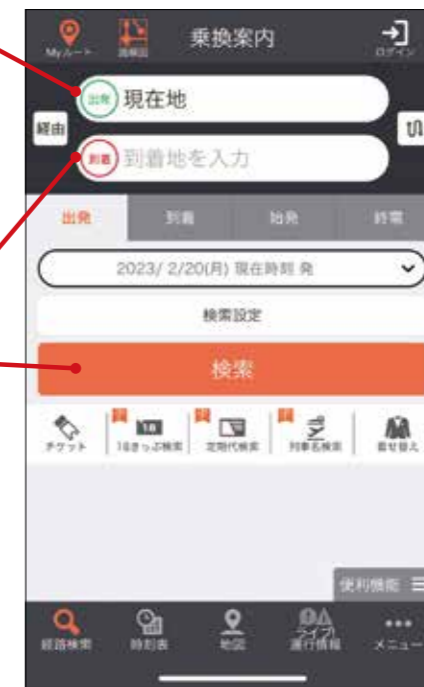 乗換案内
Myルート
路線図
ログイン
出発
現在地
経由
到着
到着地を入力
出発 到着 始発 終電
2023/ 2/20(月) 現在時刻 発
検索設定
検索
チケット
18きっぷ検索
定期代検索
列車名検索
着せ替え
便利機能
経路検索
時刻表
地図
ライブ
運行情報
メニュー